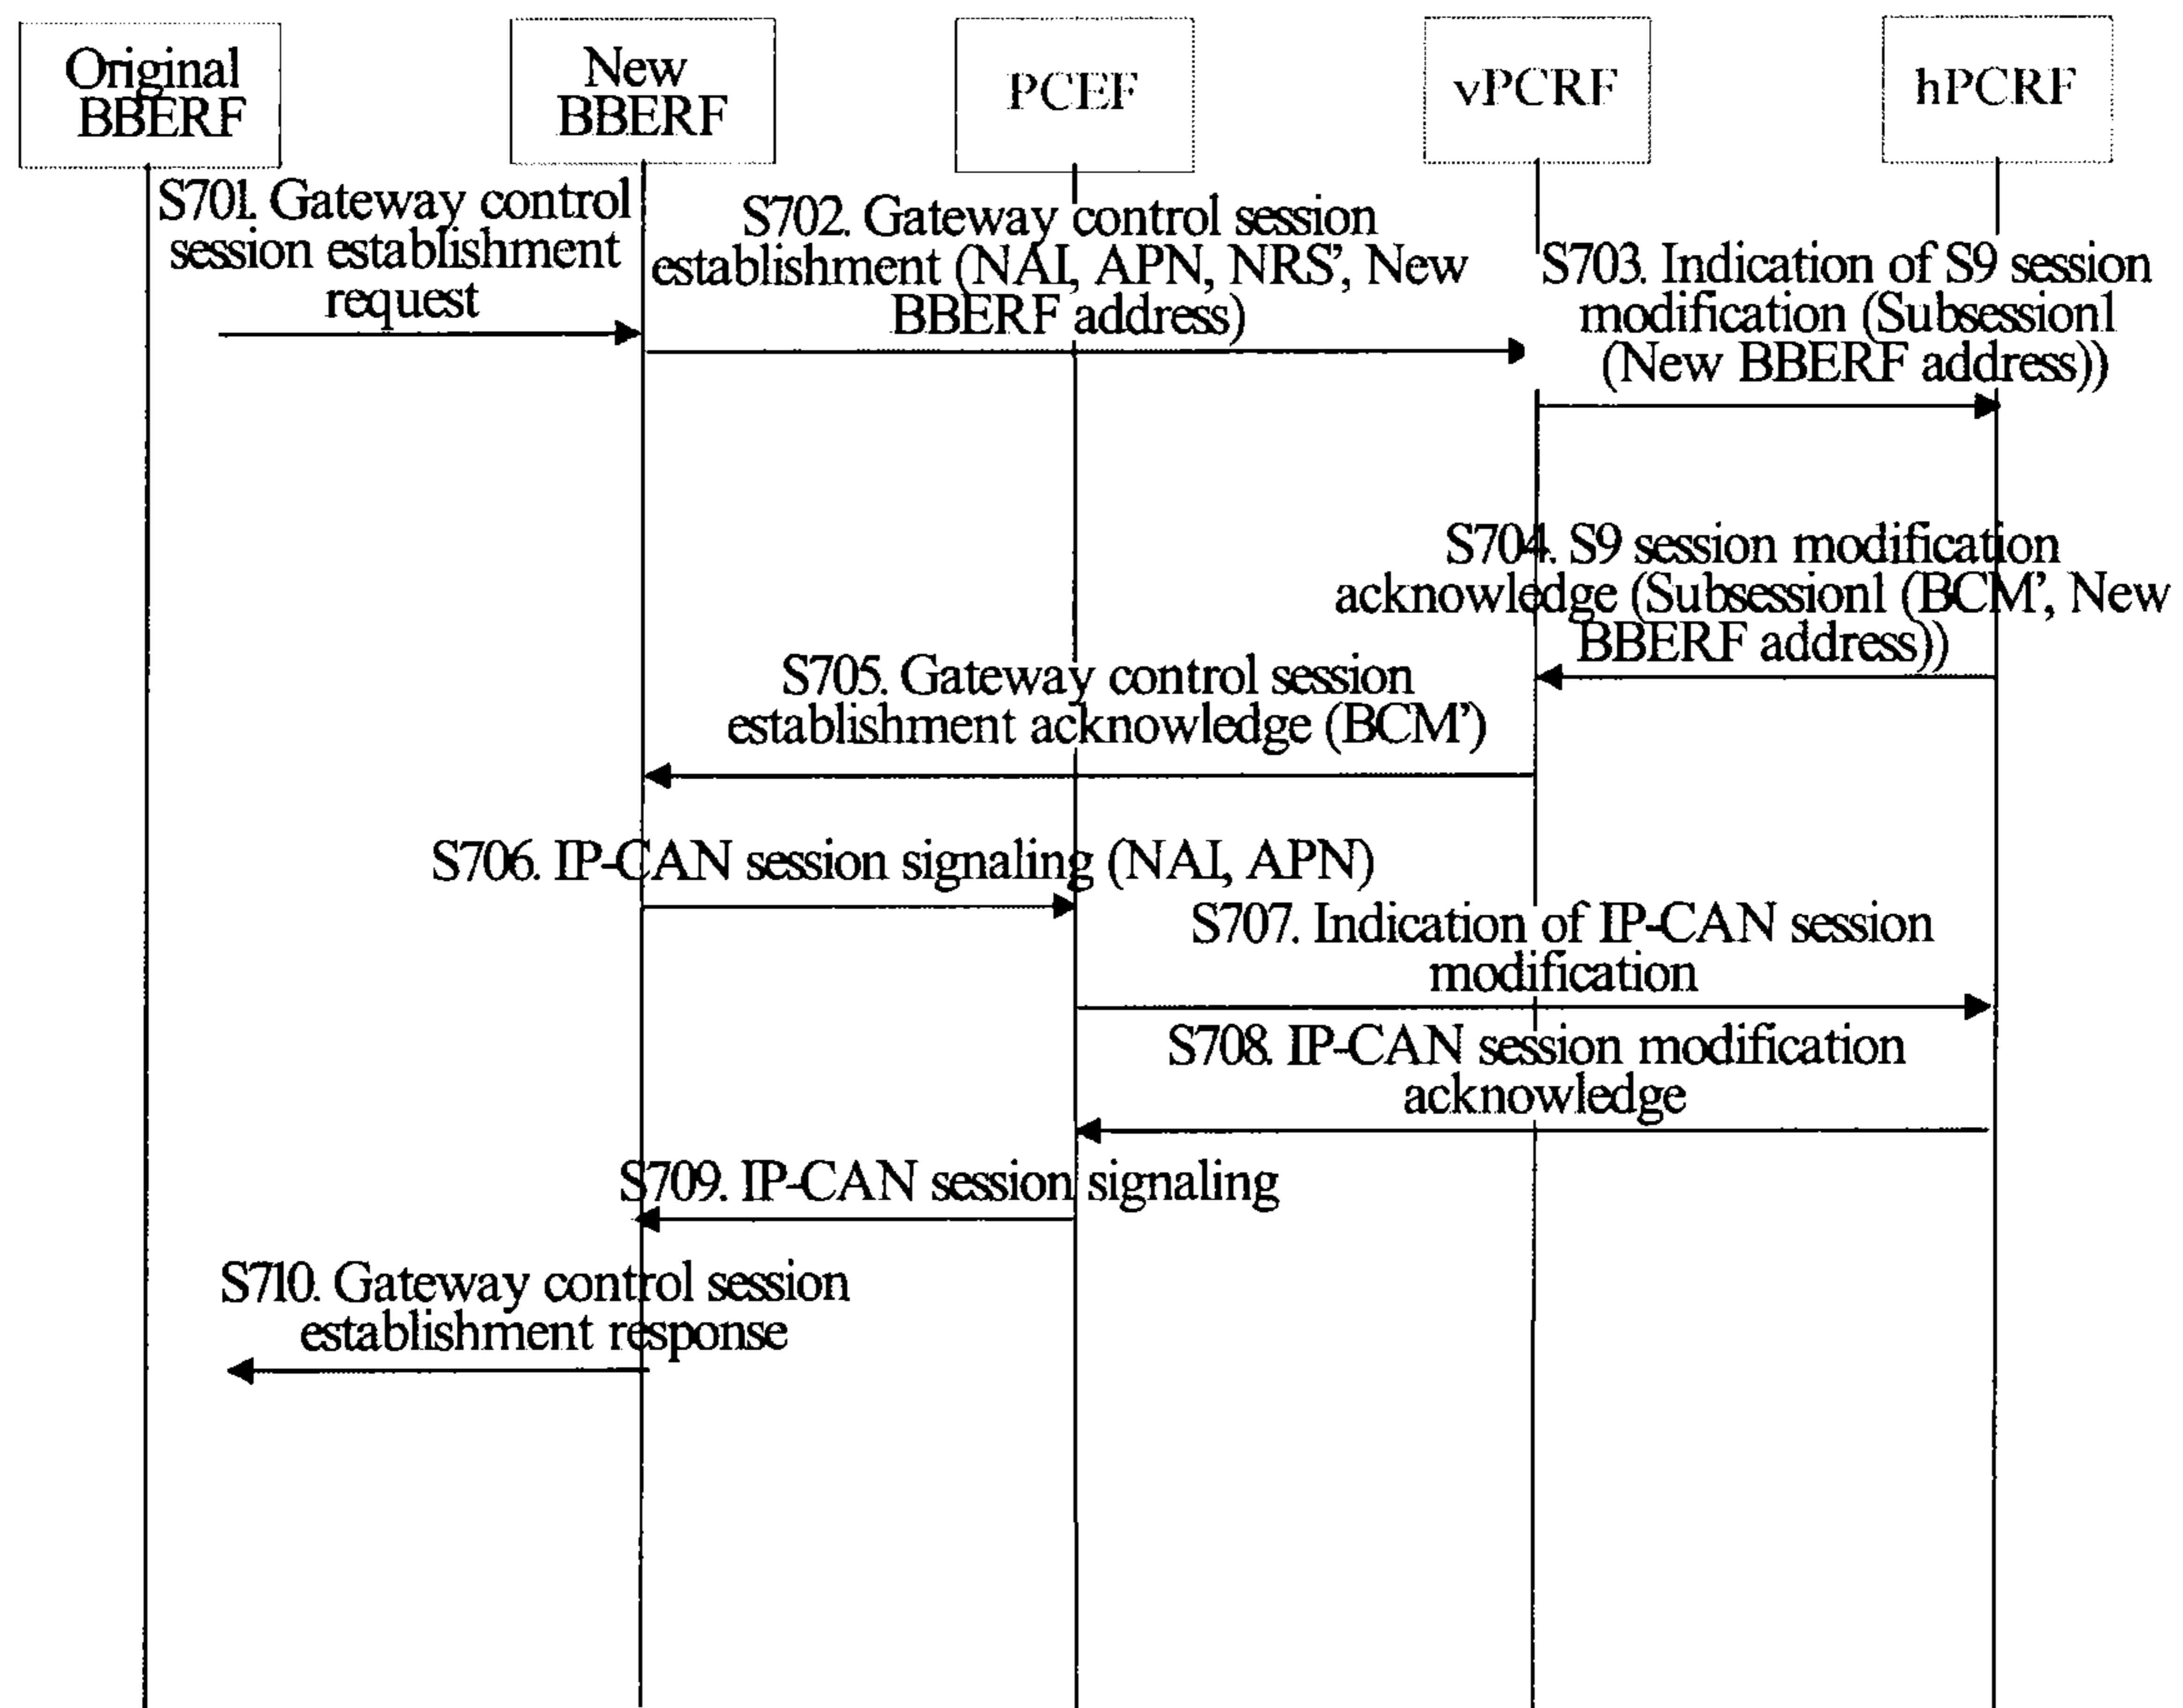 Original
BBERF
New
BBERF
PCEF
vPCRF
hPCRF
S701. Gateway control
session establishment
request
S702. Gateway control session
establishment (NAI, APN, NRS', New
BBERF address)
S703. Indication of S9 session
modification (Subsession1
(New BBERF address))
S704. S9 session modification
acknowledge (Subsession1 (BCM', New
BBERF address))
S705. Gateway control session
establishment acknowledge (BCM')
S706. IP-CAN session signaling (NAI, APN)
S707. Indication of IP-CAN session
modification
S708. IP-CAN session modification
acknowledge
S709. IP-CAN session signaling
S710. Gateway control session
establishment response